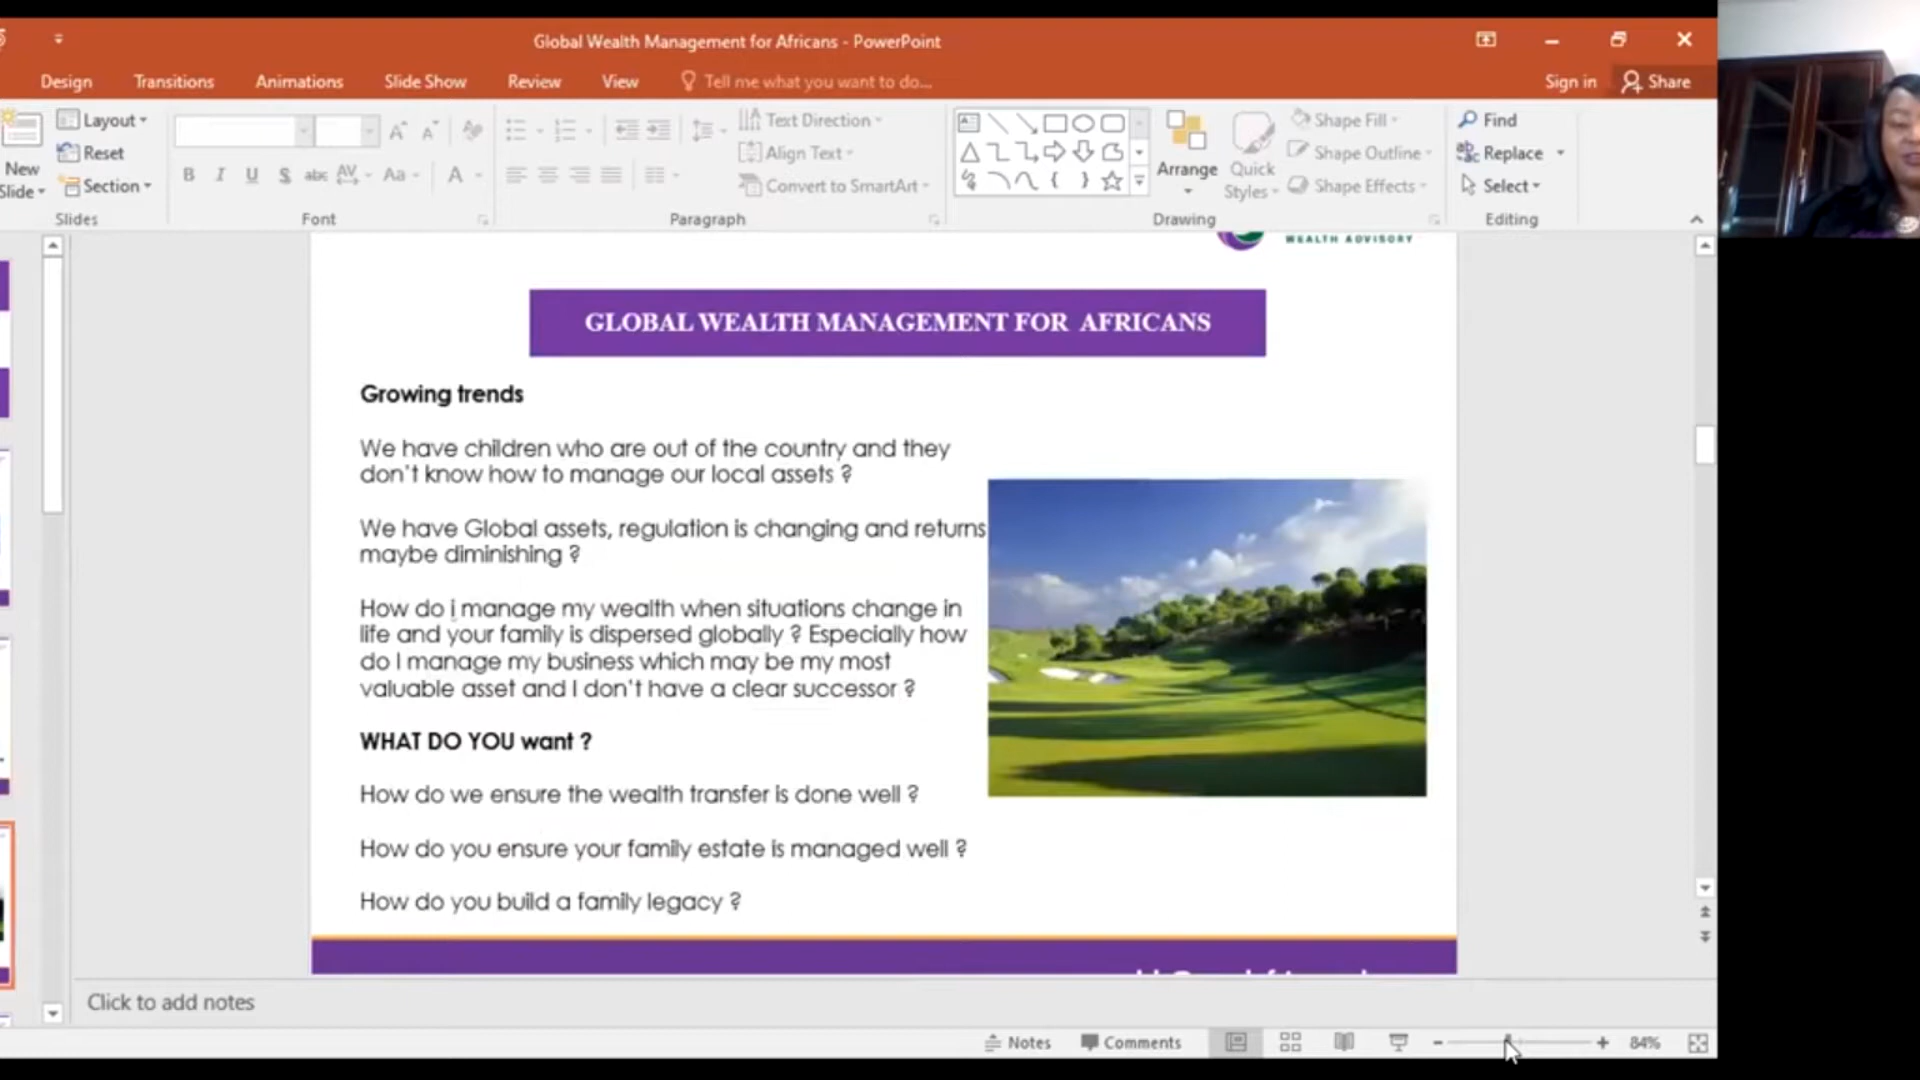 Global Wealth Management for Africans - PowerPoint
Design Transitions Animations Slide Show Review View Tell me what you want to do... Sign in Share
New Slide
Layout
Reset
Section
Slides
B I U S abc AV Aa A
Font
Text Direction
Align Text
Convert to SmartArt
Paragraph
Arrange
Quick Styles
Shape Fill
Shape Outline
Shape Effects
Drawing
Find
Replace
Select
Editing
WEALTH ADVISORY
GLOBAL WEALTH MANAGEMENT FOR AFRICANS
Growing trends
We have children who are out of the country and they
don't know how to manage our local assets ?
We have Global assets, regulation is changing and returns
maybe diminishing ?
How do i manage my wealth when situations change in
life and your family is dispersed globally ? Especially how
do I manage my business which may be my most
valuable asset and I don't have a clear successor ?
WHAT DO YOU want ?
How do we ensure the wealth transfer is done well ?
How do you ensure your family estate is managed well ?
How do you build a family legacy ?
Click to add notes
Notes Comments 84%